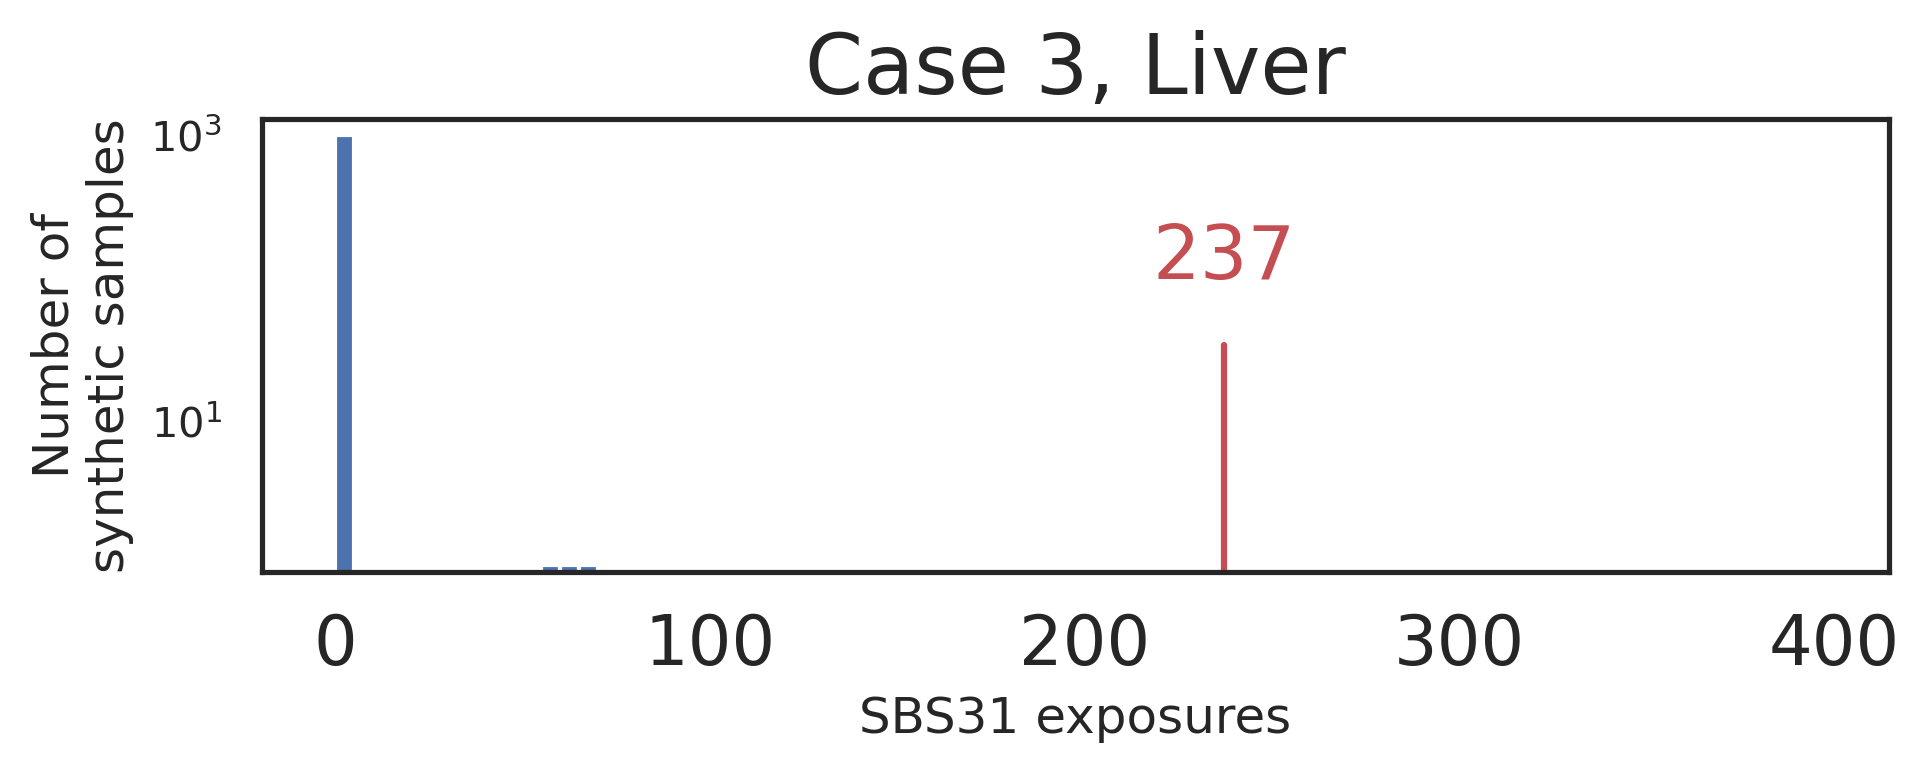 Case 3, Liver
Number of
synthetic samples
10³
10¹
237
0 100 200 300 400
SBS31 exposures